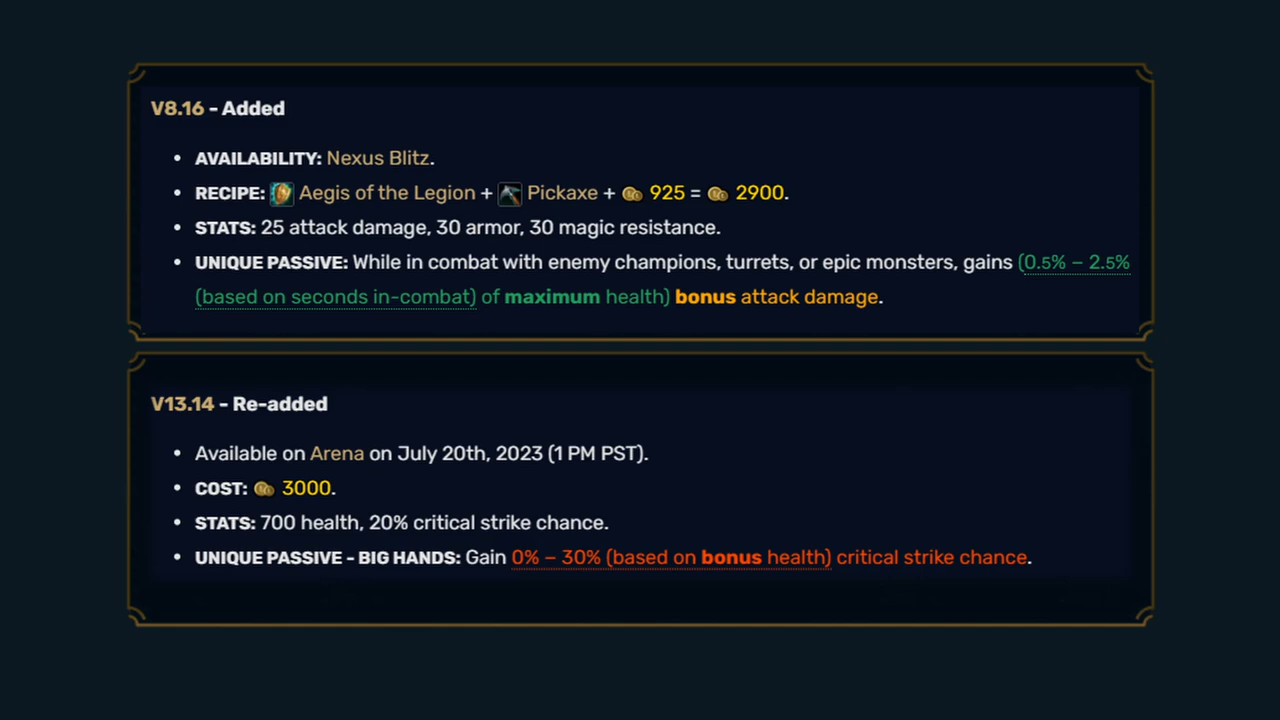 V8.16 - Added
• AVAILABILITY: Nexus Blitz.
• RECIPE: Aegis of the Legion + Pickaxe + 925 = 2900.
• STATS: 25 attack damage, 30 armor, 30 magic resistance.
• UNIQUE PASSIVE: While in combat with enemy champions, turrets, or epic monsters, gains (0.5% – 2.5%
(based on seconds in-combat) of maximum health) bonus attack damage.
V13.14 - Re-added
• Available on Arena on July 20th, 2023 (1 PM PST).
• COST: 3000.
• STATS: 700 health, 20% critical strike chance.
• UNIQUE PASSIVE - BIG HANDS: Gain 0% – 30% (based on bonus health) critical strike chance.